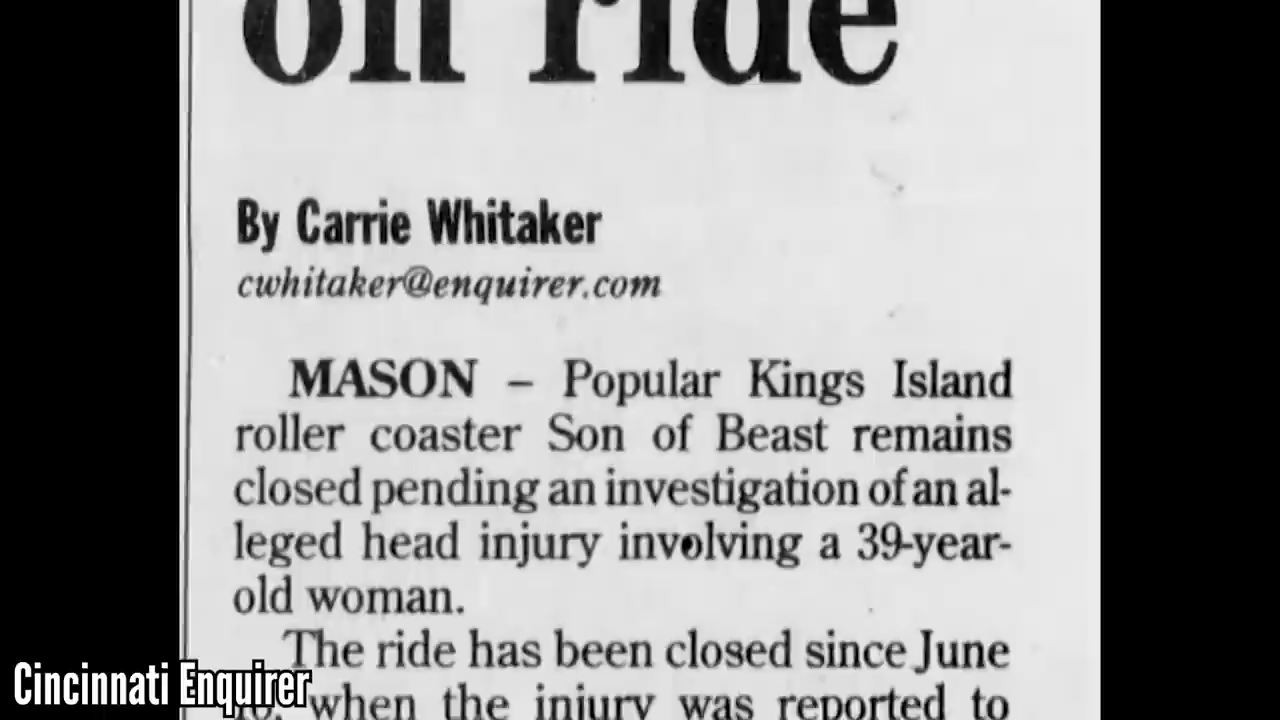 on ride
By Carrie Whitaker
cwhitaker@enquirer.com
MASON – Popular Kings Island
roller coaster Son of Beast remains
closed pending an investigation of an al-
leged head injury involving a 39-year-
old woman.
The ride has been closed since June
when the injury was reported to
Cincinnati Enquirer